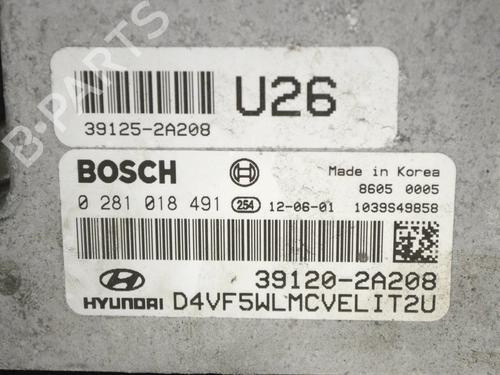 B-PARTS
U26
39125-2A208
BOSCH
Made in Korea
8605 0005
0 281 018 491 254 12-06-01 1039S49858
39120-2A208
HYUNDAI D4VF5WLMCVELIT2U